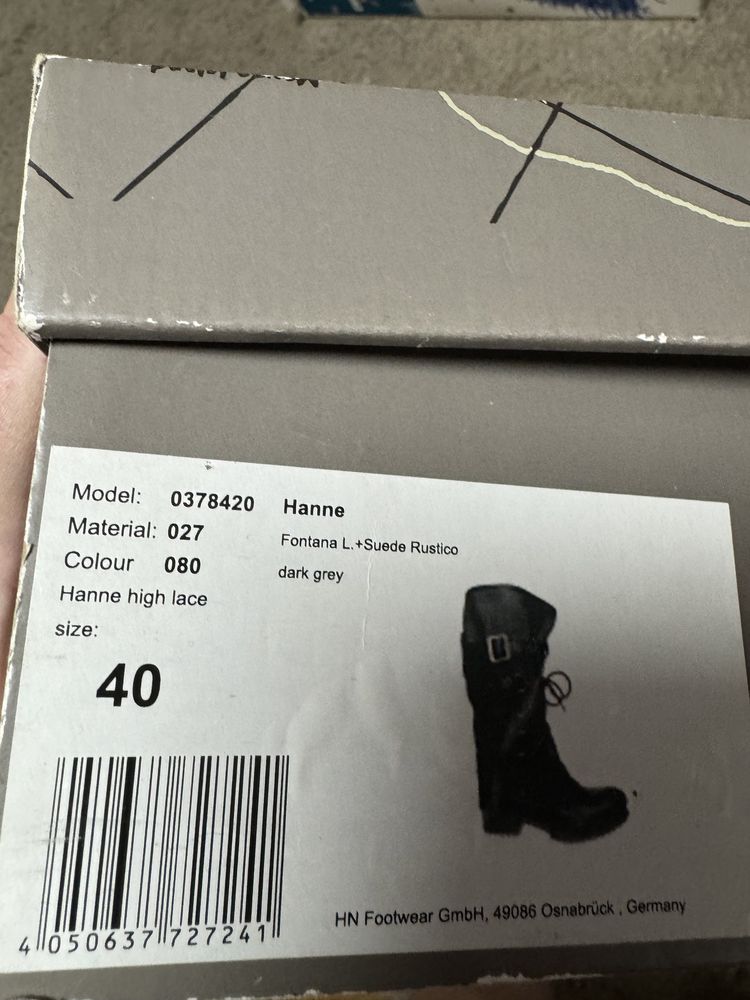 Model: 0378420 Hanne
Material: 027 Fontana L.+Suede Rustico
Colour 080 dark grey
Hanne high lace
size:
40
4 050637 727241
HN Footwear GmbH, 49086 Osnabrück , Germany